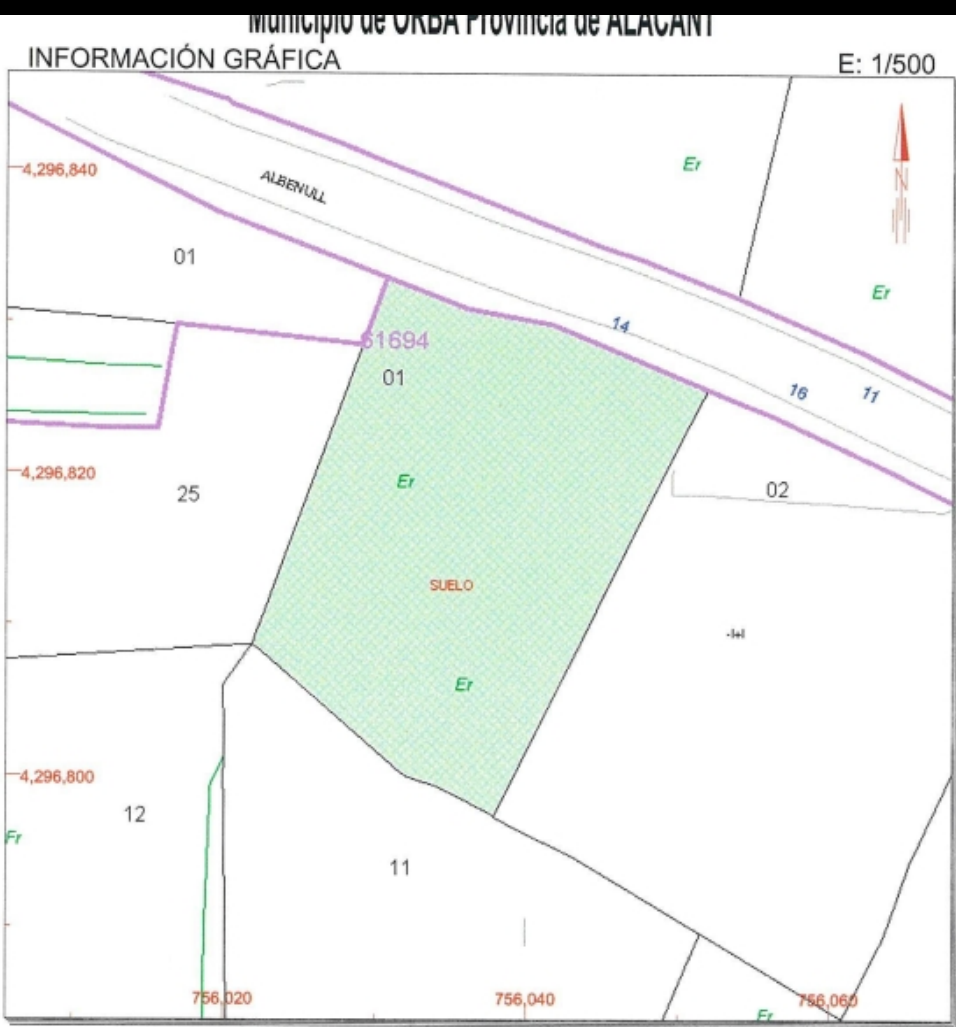 Municipio de ORBA Provincia de ALACANT
INFORMACIÓN GRÁFICA
E: 1/500
4,296,840
ALBENULL
Er
N
01
Er
14
61694
01
16
11
4,296,820
25
Er
02
SUELO
-I+I
Er
4,296,800
12
Er
11
756,020
756,040
756,060
Er